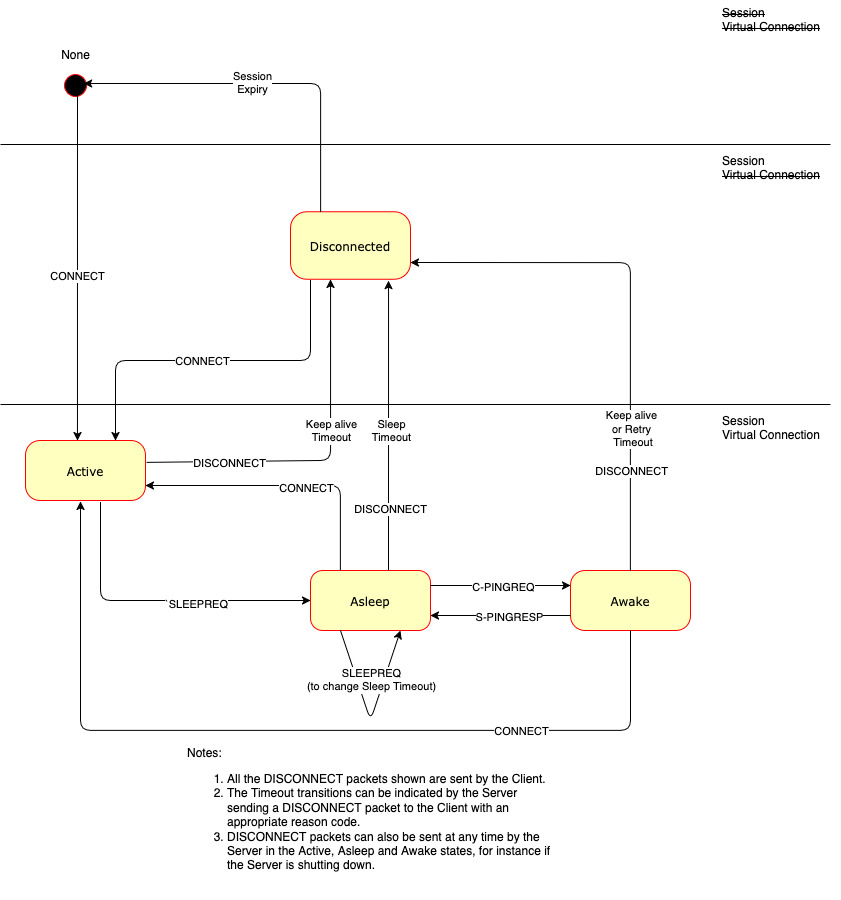 Session
Virtual Connection
None
Session
Expiry
Session
Virtual Connection
Disconnected
CONNECT
CONNECT
Session
Virtual Connection
Keep alive
Timeout
Sleep
Timeout
Keep alive
or Retry
Timeout
Active
DISCONNECT
DISCONNECT
CONNECT
DISCONNECT
C-PINGREQ
SLEEPREQ
Asleep
Awake
S-PINGRESP
SLEEPREQ
(to change Sleep Timeout)
CONNECT
Notes:
1. All the DISCONNECT packets shown are sent by the Client.
2. The Timeout transitions can be indicated by the Server
sending a DISCONNECT packet to the Client with an
appropriate reason code.
3. DISCONNECT packets can also be sent at any time by the
Server in the Active, Asleep and Awake states, for instance if
the Server is shutting down.